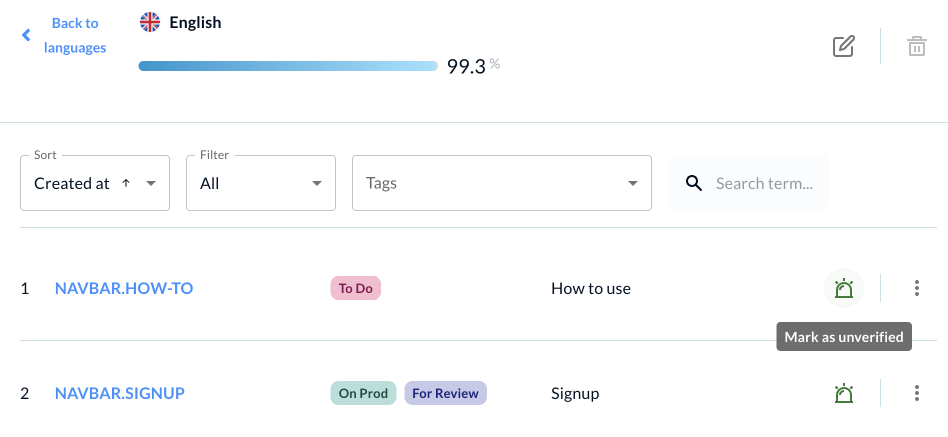 Back to
languages
English
99.3 %
Sort
Created at ↑
Filter
All
Tags
Search term...
1 NAVBAR.HOW-TO To Do How to use
Mark as unverified
2 NAVBAR.SIGNUP On Prod For Review Signup